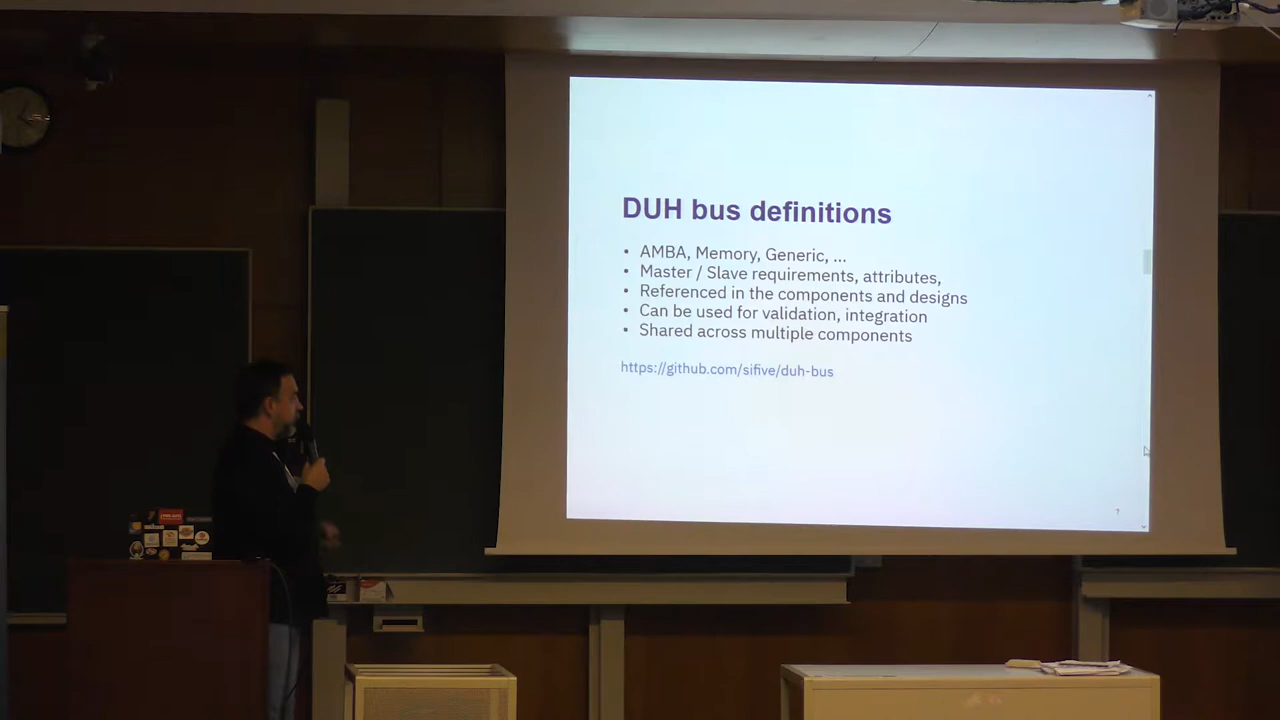 DUH bus definitions
• AMBA, Memory, Generic, ...
• Master / Slave requirements, attributes,
• Referenced in the components and designs
• Can be used for validation, integration
• Shared across multiple components
https://github.com/sifive/duh-bus
?